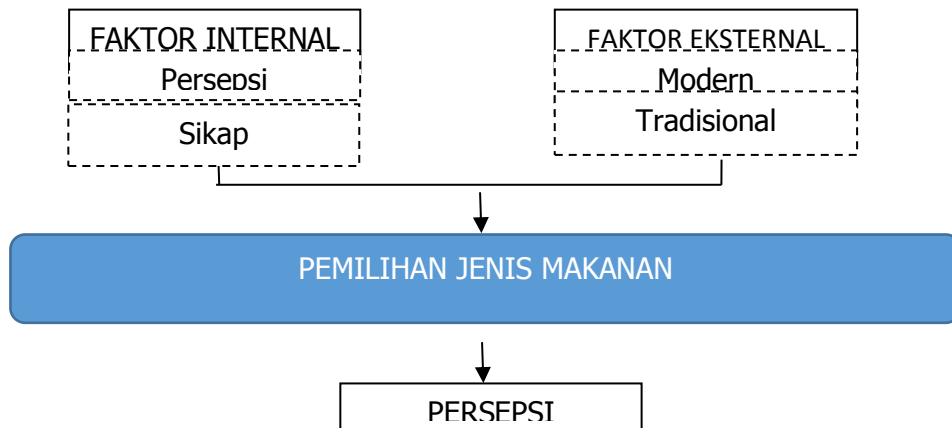 FAKTOR INTERNAL
Persepsi
Sikap
FAKTOR EKSTERNAL
Modern
Tradisional
PEMILIHAN JENIS MAKANAN
PERSEPSI